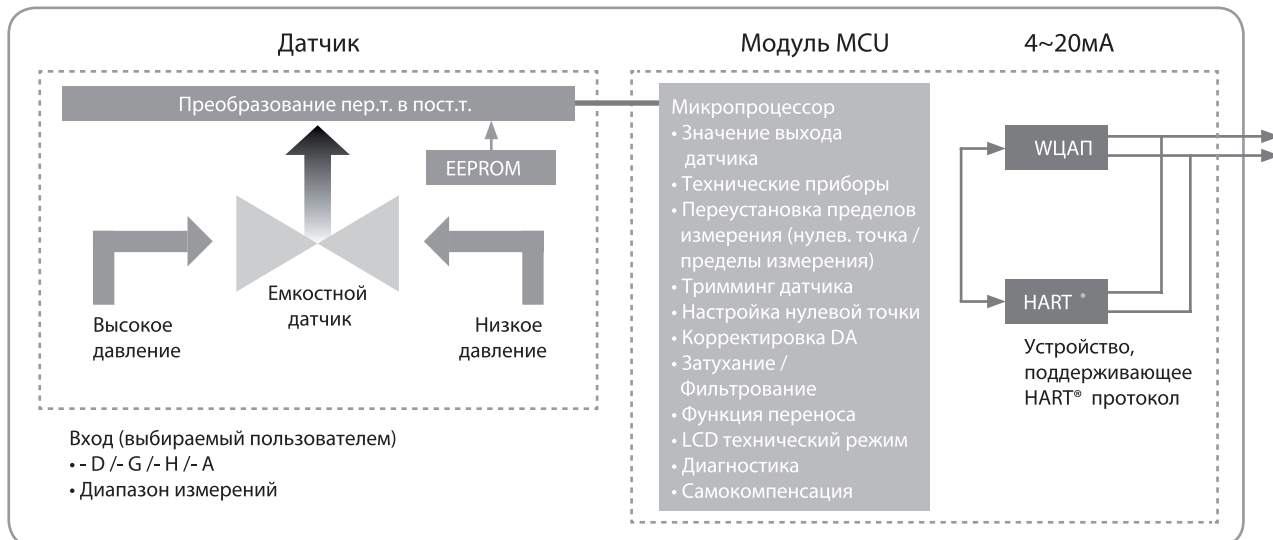 Датчик
Преобразование пер.т. в пост.т.
EEPROM
Емкостной
датчик
Высокое
давление
Низкое
давление
Вход (выбираемый пользователем)
• - D /- G /- H /- A
• Диапазон измерений
Модуль MCU
Микропроцессор
• Значение выхода
датчика
• Технические приборы
• Переустановка пределов
измерения (нулев. точка /
пределы измерения)
• Тримминг датчика
• Настройка нулевой точки
• Корректировка DA
• Затухание /
Фильтрование
• Функция переноса
• LCD технический режим
• Диагностика
• Самокомпенсация
4~20мА
WЦАП
HART ®
Устройство,
поддерживающее
HART® протокол